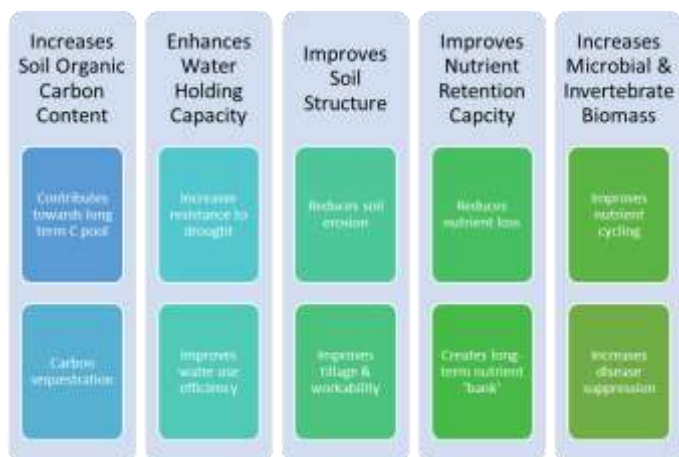 Increases
Soil Organic
Carbon
Content
Contributes
towards long
term C pool
Carbon
sequestration
Enhances
Water
Holding
Capacity
Increases
resistance to
drought
Improves
water use
efficiency
Improves
Soil
Structure
Reduces soil
erosion
Improves
tillage &
workability
Improves
Nutrient
Retention
Capcity
Reduces
nutrient loss
Creates long-
term nutrient
'bank'
Increases
Microbial &
Invertebrate
Biomass
Improves
nutrient
cycling
Increases
disease
suppression